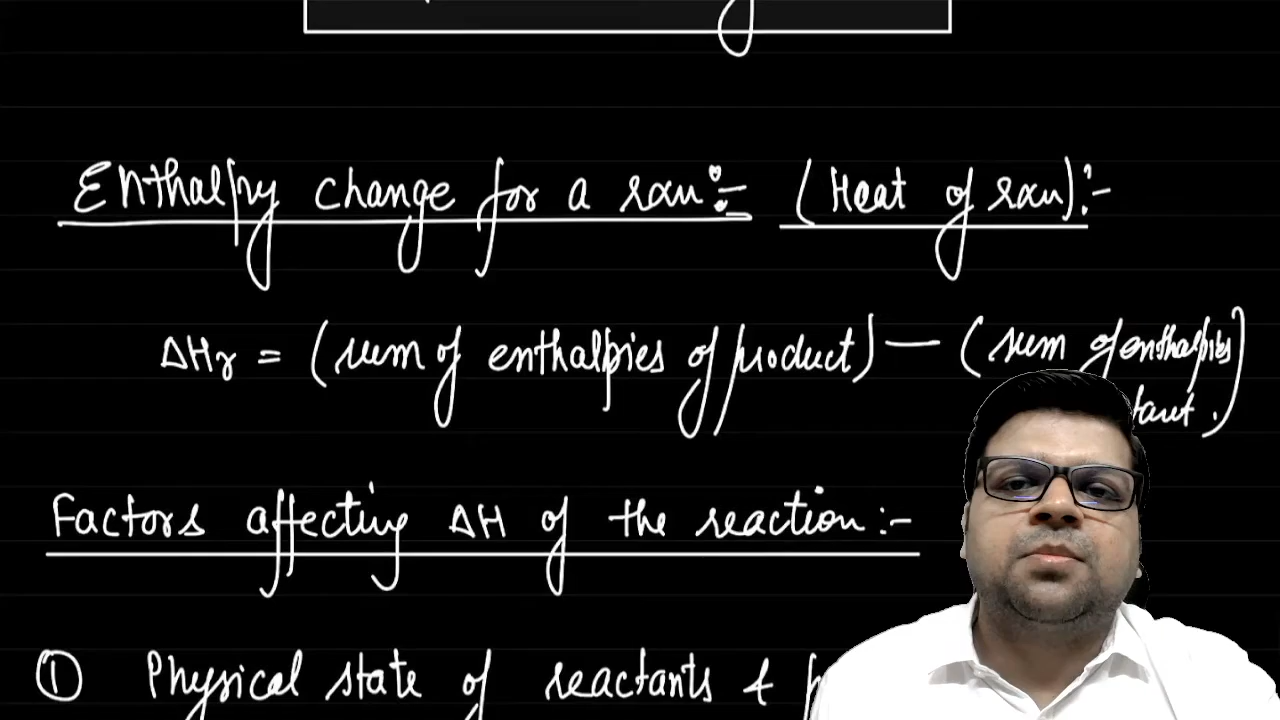 Enthalpy change for a rxn :- (Heat of rxn) :-
ΔHr = (sum of enthalpies of product) — (sum of enthalpies
Factors affecting ΔH of the reaction :-
① Physical state of reactants &